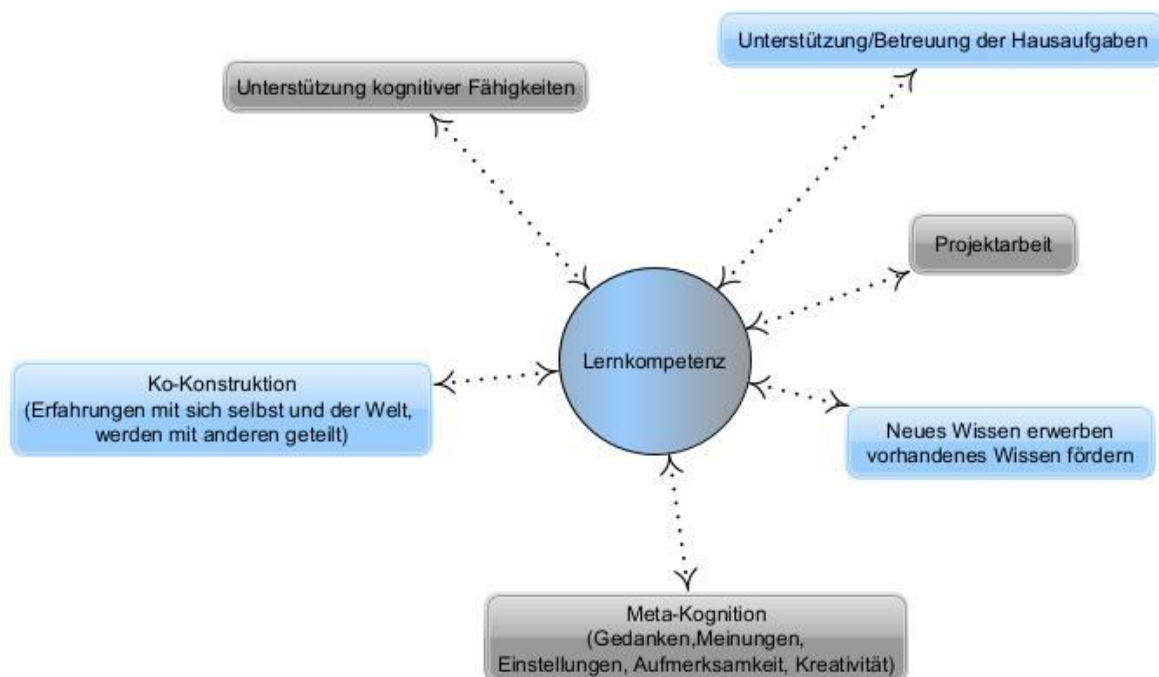 Unterstützung/Betreuung der Hausaufgaben
Unterstützung kognitiver Fähigkeiten
Projektarbeit
Lernkompetenz
Ko-Konstruktion
(Erfahrungen mit sich selbst und der Welt,
werden mit anderen geteilt)
Neues Wissen erwerben
vorhandenes Wissen fördern
Meta-Kognition
(Gedanken,Meinungen,
Einstellungen, Aufmerksamkeit, Kreativität)